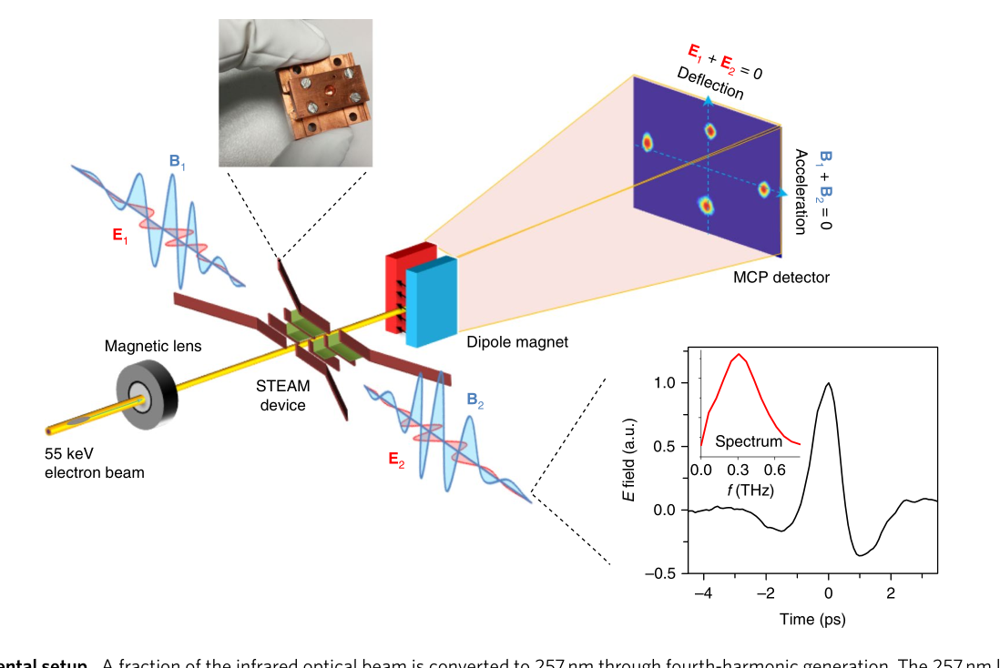 E1 + E2 = 0
Deflection
B1 + B2 = 0
Acceleration
MCP detector
B1
E1
Magnetic lens
STEAM
device
Dipole magnet
55 keV
electron beam
B2
E2
E field (a.u.)
1.0
0.5
0.0
–0.5
Spectrum
0.0 0.3 0.6
f (THz)
–4 –2 0 2
Time (ps)
ental setup. A fraction of the infrared optical beam is converted to 257 nm through fourth-harmonic generation. The 257 nm